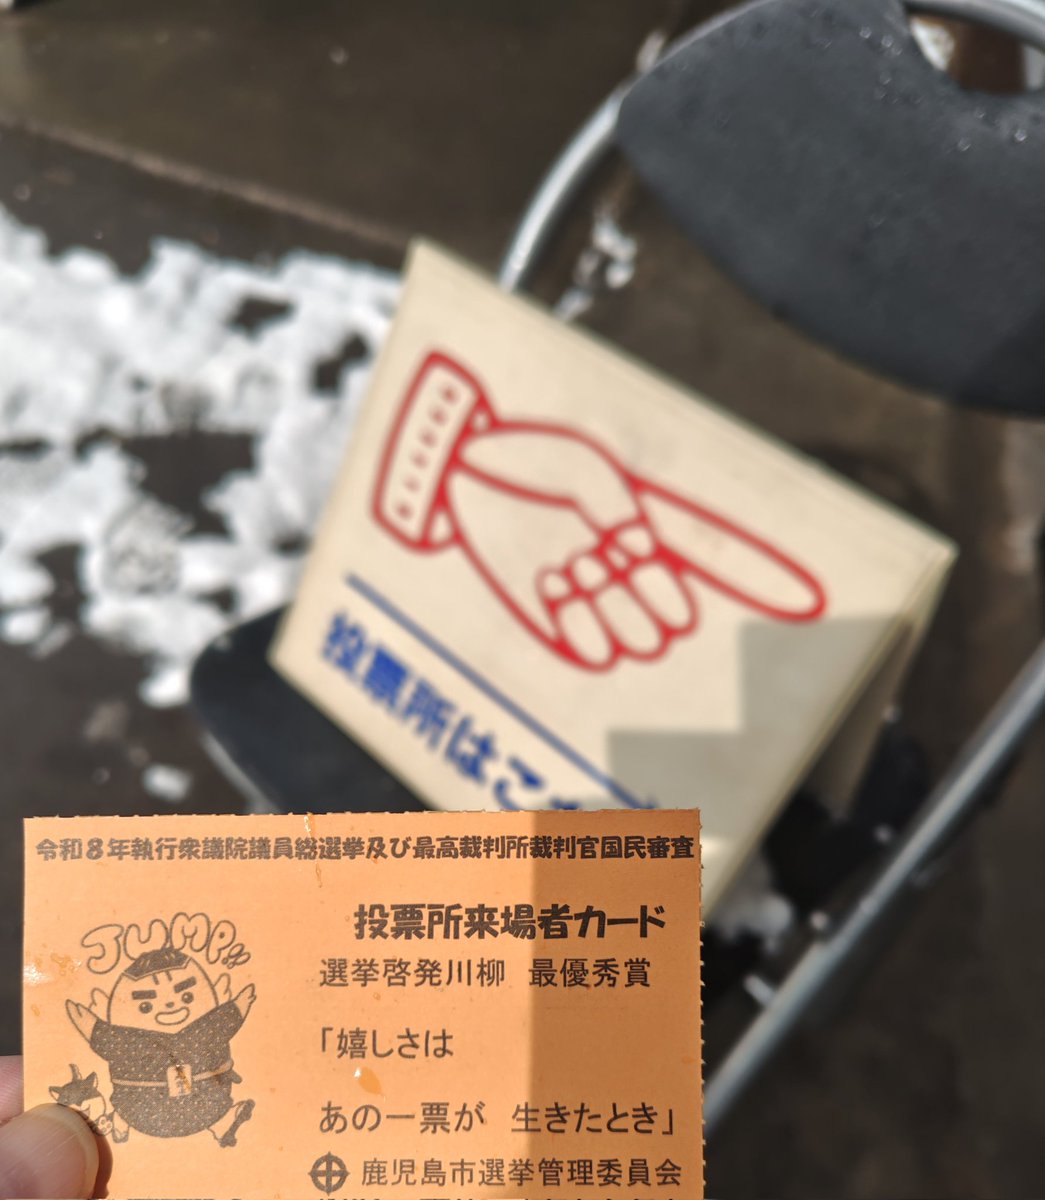 投票所はこ
令和8年執行衆議院議員総選挙及び最高裁判所裁判官国民審査
JUMP!!
投票所来場者カード
選挙啓発川柳 最優秀賞
「嬉しさは
あの一票が 生きたとき」
鹿児島市選挙管理委員会